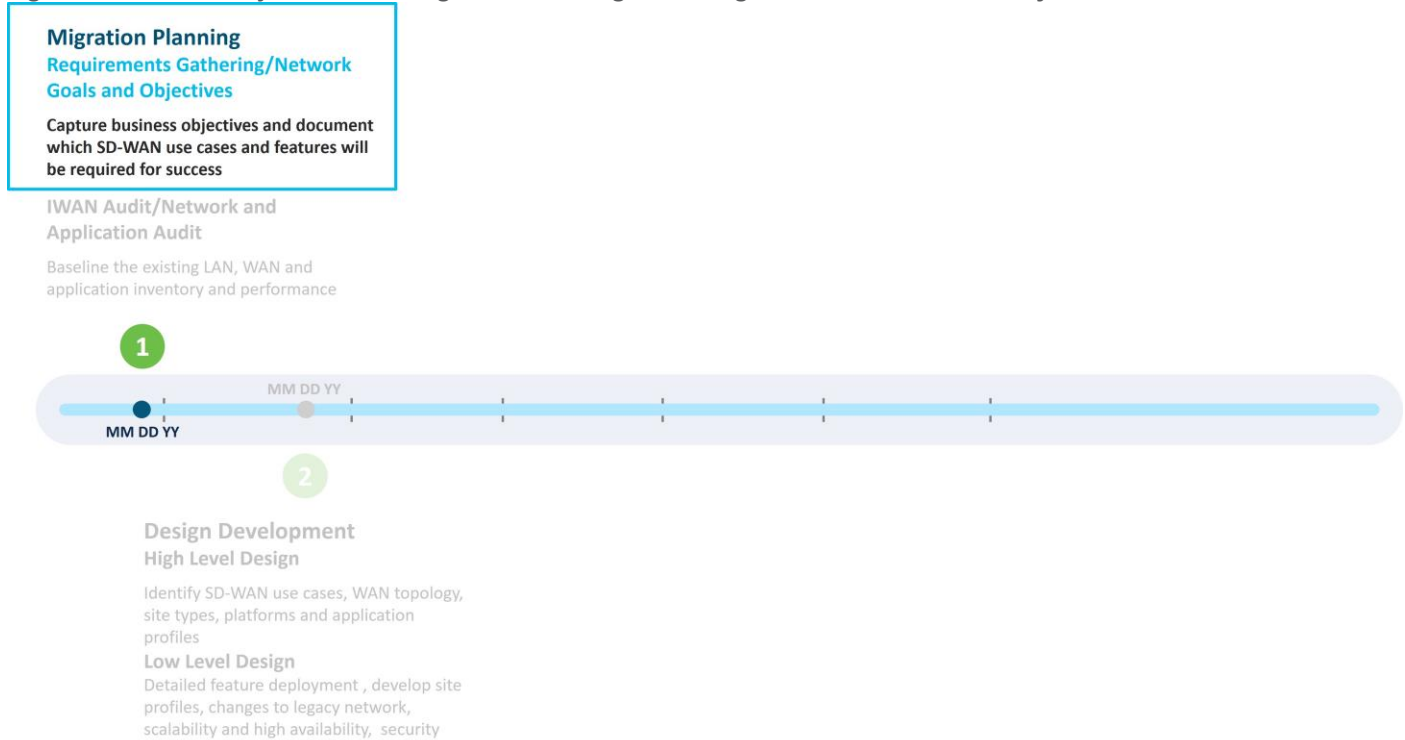 Migration Planning
Requirements Gathering/Network
Goals and Objectives
Capture business objectives and document
which SD-WAN use cases and features will
be required for success
IWAN Audit/Network and
Application Audit
Baseline the existing LAN, WAN and
application inventory and performance
1
MM DD YY
MM DD YY
2
Design Development
High Level Design
Identify SD-WAN use cases, WAN topology,
site types, platforms and application
profiles
Low Level Design
Detailed feature deployment , develop site
profiles, changes to legacy network,
scalability and high availability, security